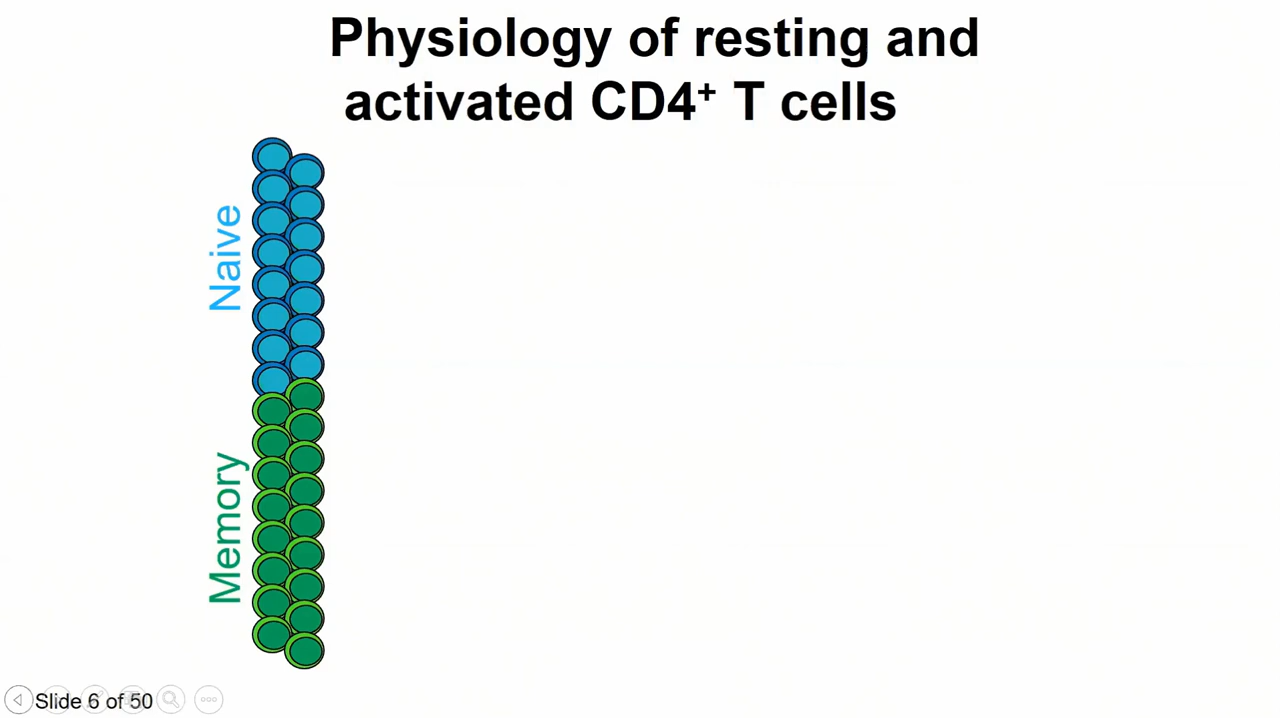 Physiology of resting and
activated CD4⁺ T cells
Naive
Memory
Slide 6 of 50